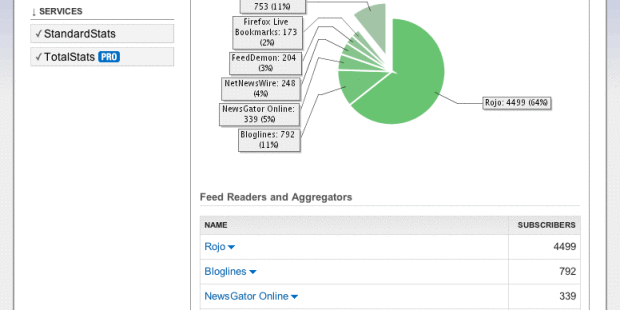 ↓ SERVICES
✓ StandardStats
✓ TotalStats PRO
753 (11%)
Firefox Live
Bookmarks: 173
(2%)
FeedDemon: 204
(3%)
NetNewsWire: 248
(4%)
NewsGator Online:
339 (5%)
Bloglines: 792
(11%)
Rojo: 4499 (64%)
Feed Readers and Aggregators
NAME SUBSCRIBERS
Rojo 4499
Bloglines 792
NewsGator Online 339